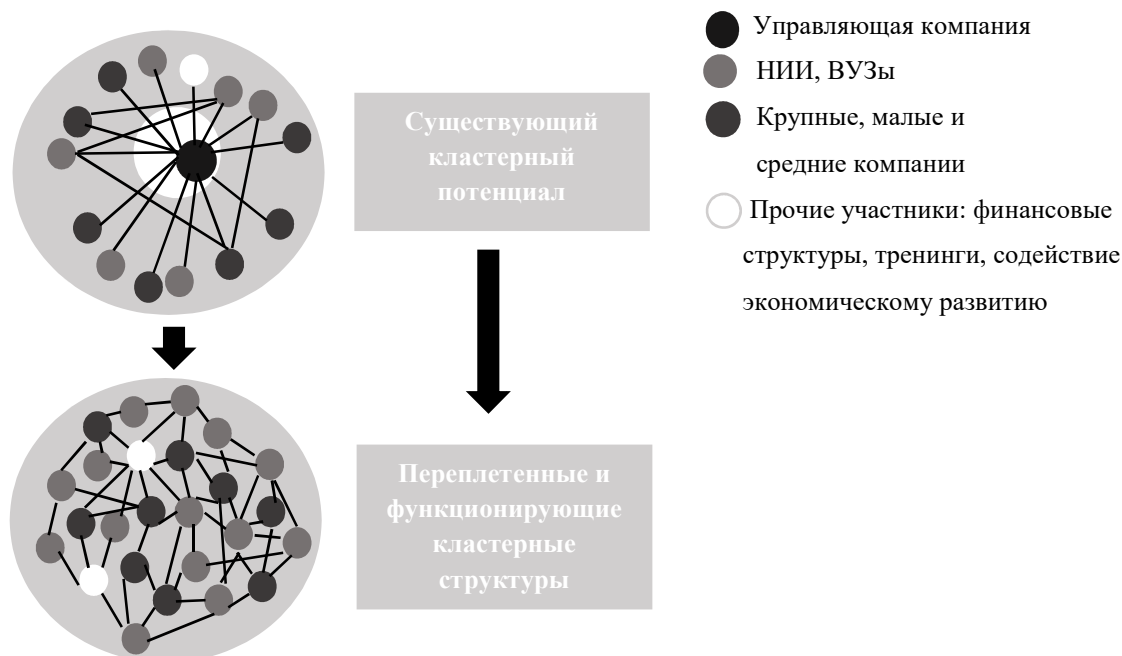 Управляющая компания
НИИ, ВУЗы
Крупные, малые и
средние компании
Прочие участники: финансовые
структуры, тренинги, содействие
экономическому развитию
Существующий
кластерный
потенциал
Переплетенные и
функционирующие
кластерные
структуры